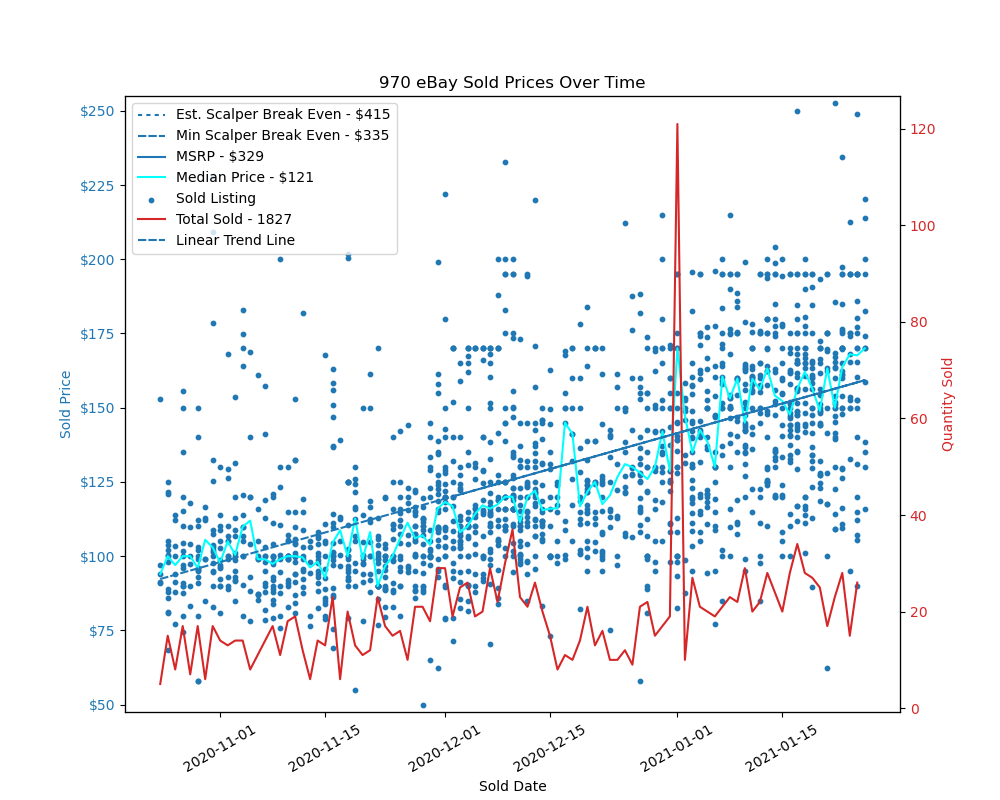 970 eBay Sold Prices Over Time
Est. Scalper Break Even - $415
Min Scalper Break Even - $335
MSRP - $329
Median Price - $121
Sold Listing
Total Sold - 1827
Linear Trend Line
$250
$225
$200
$175
$150
$125
$100
$75
$50
Sold Price
120
100
80
60
40
20
0
Quantity Sold
2020-11-01
2020-11-15
2020-12-01
2020-12-15
2021-01-01
2021-01-15
Sold Date